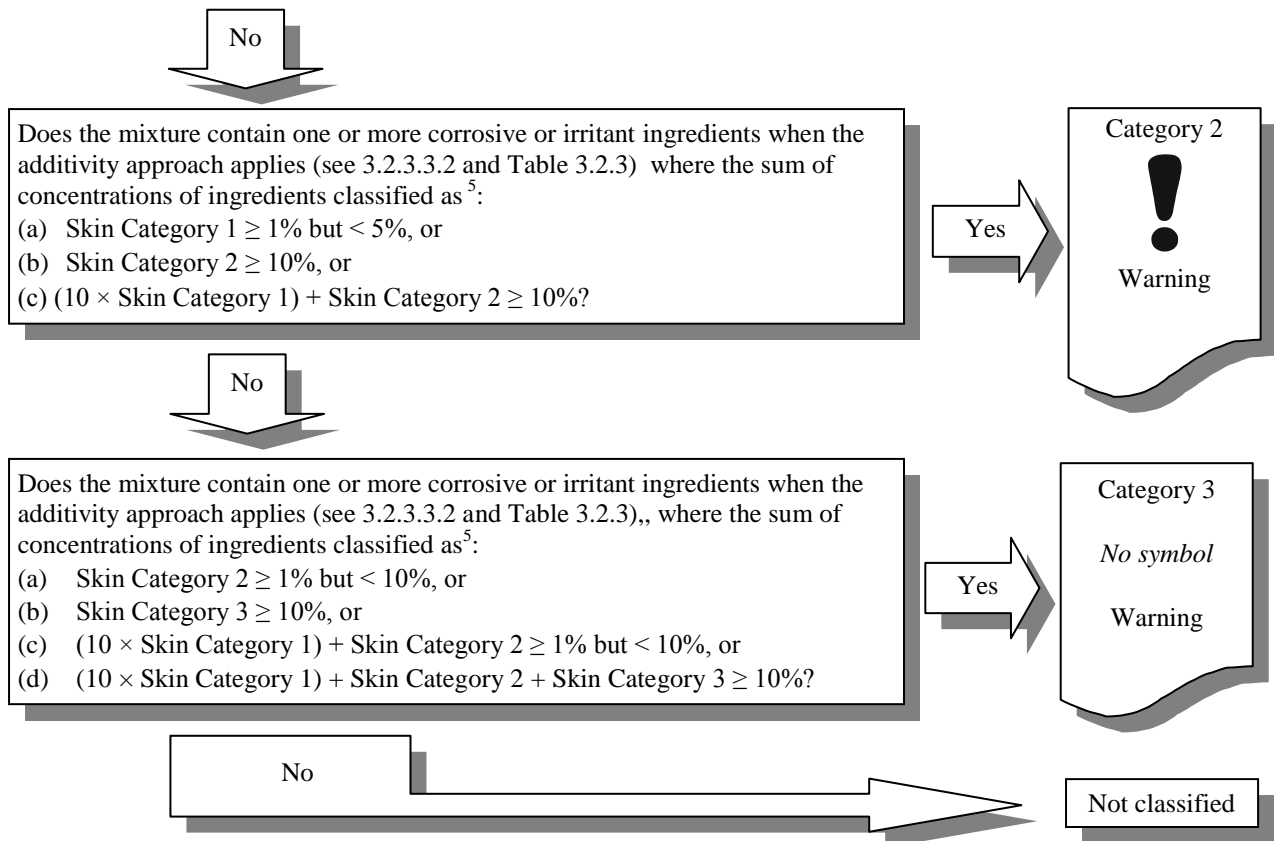 No
Does the mixture contain one or more corrosive or irritant ingredients when the
additivity approach applies (see 3.2.3.3.2 and Table 3.2.3) where the sum of
concentrations of ingredients classified as 5:
(a) Skin Category 1 ≥ 1% but < 5%, or
(b) Skin Category 2 ≥ 10%, or
(c) (10 × Skin Category 1) + Skin Category 2 ≥ 10%?
Yes
Category 2
Warning
No
Does the mixture contain one or more corrosive or irritant ingredients when the
additivity approach applies (see 3.2.3.3.2 and Table 3.2.3),, where the sum of
concentrations of ingredients classified as5:
(a) Skin Category 2 ≥ 1% but < 10%, or
(b) Skin Category 3 ≥ 10%, or
(c) (10 × Skin Category 1) + Skin Category 2 ≥ 1% but < 10%, or
(d) (10 × Skin Category 1) + Skin Category 2 + Skin Category 3 ≥ 10%?
Yes
Category 3
No symbol
Warning
No
Not classified